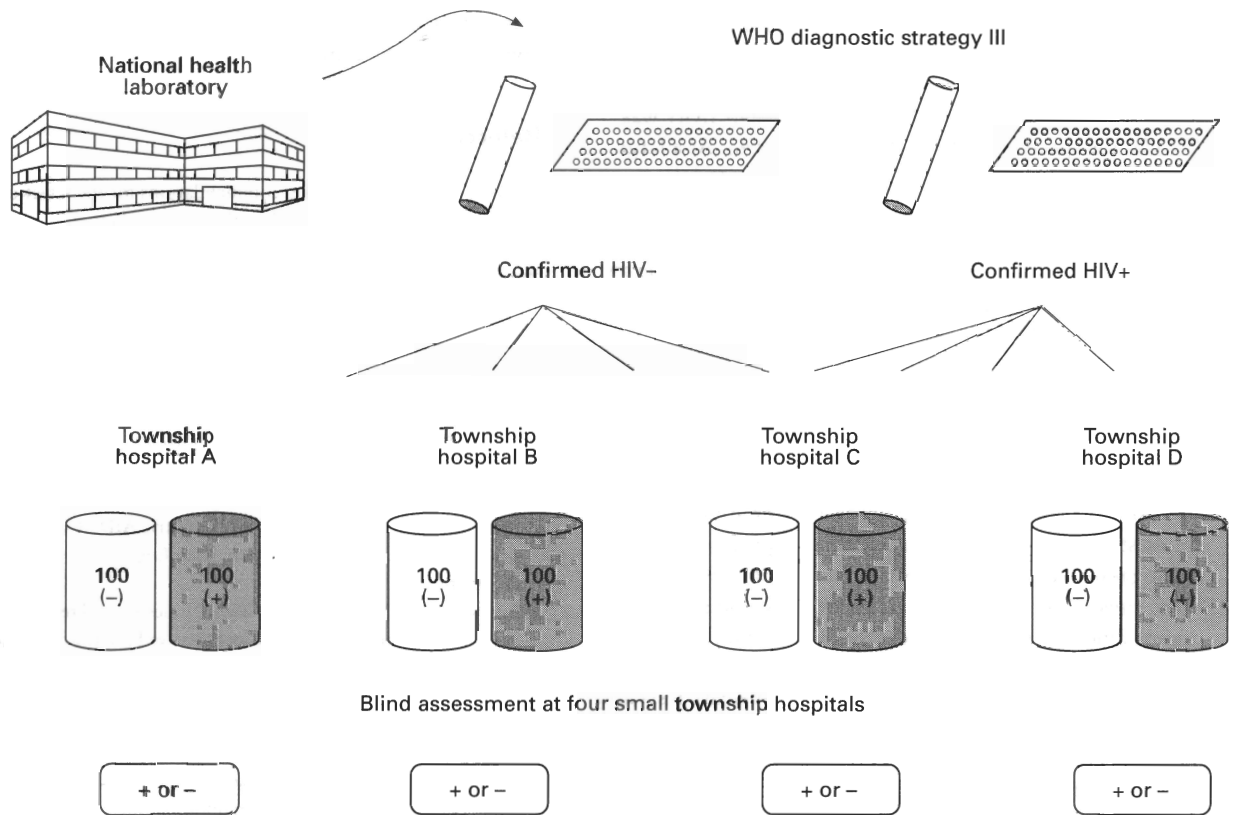 National health
laboratory
WHO diagnostic strategy III
Confirmed HIV–
Confirmed HIV+
Township
hospital A
Township
hospital B
Township
hospital C
Township
hospital D
100
(–)
100
(+)
100
(–)
100
(+)
100
(–)
100
(+)
100
(–)
100
(+)
Blind assessment at four small township hospitals
+ or –
+ or –
+ or –
+ or –